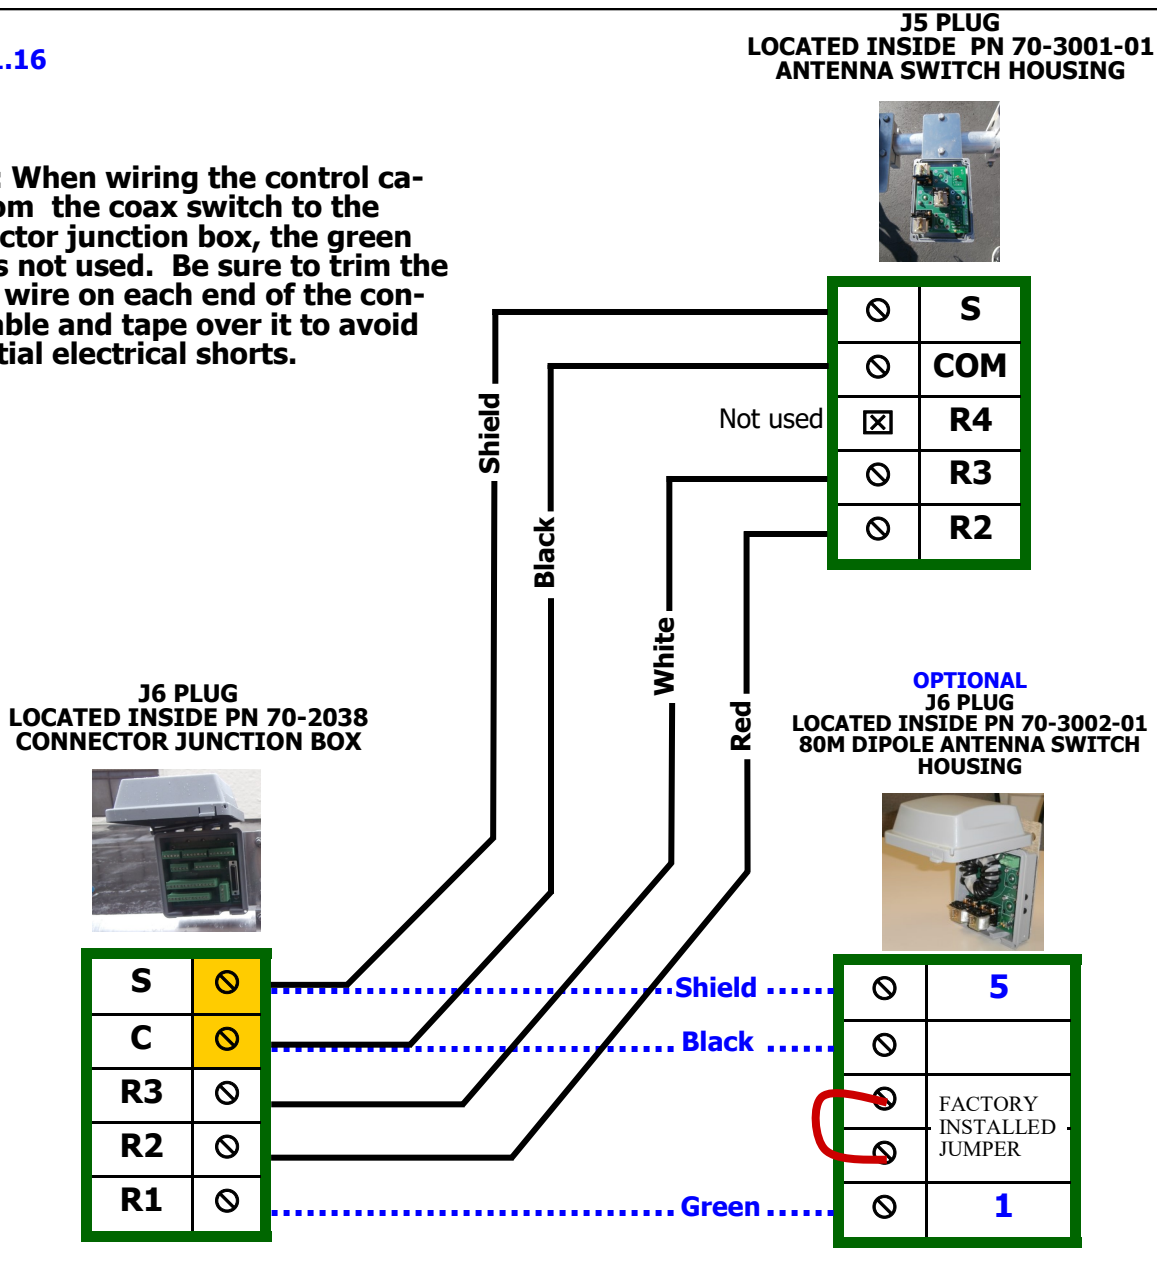 J5 PLUG
LOCATED INSIDE PN 70-3001-01
ANTENNA SWITCH HOUSING
.16
: When wiring the control ca-
om the coax switch to the
ctor junction box, the green
s not used. Be sure to trim the
wire on each end of the con-
able and tape over it to avoid
tial electrical shorts.
S
COM
Not used
R4
R3
R2
Shield
Black
White
Red
J6 PLUG
LOCATED INSIDE PN 70-2038
CONNECTOR JUNCTION BOX
OPTIONAL
J6 PLUG
LOCATED INSIDE PN 70-3002-01
80M DIPOLE ANTENNA SWITCH
HOUSING
S
C
R3
R2
R1
Shield
Black
Green
5
FACTORY
INSTALLED
JUMPER
1